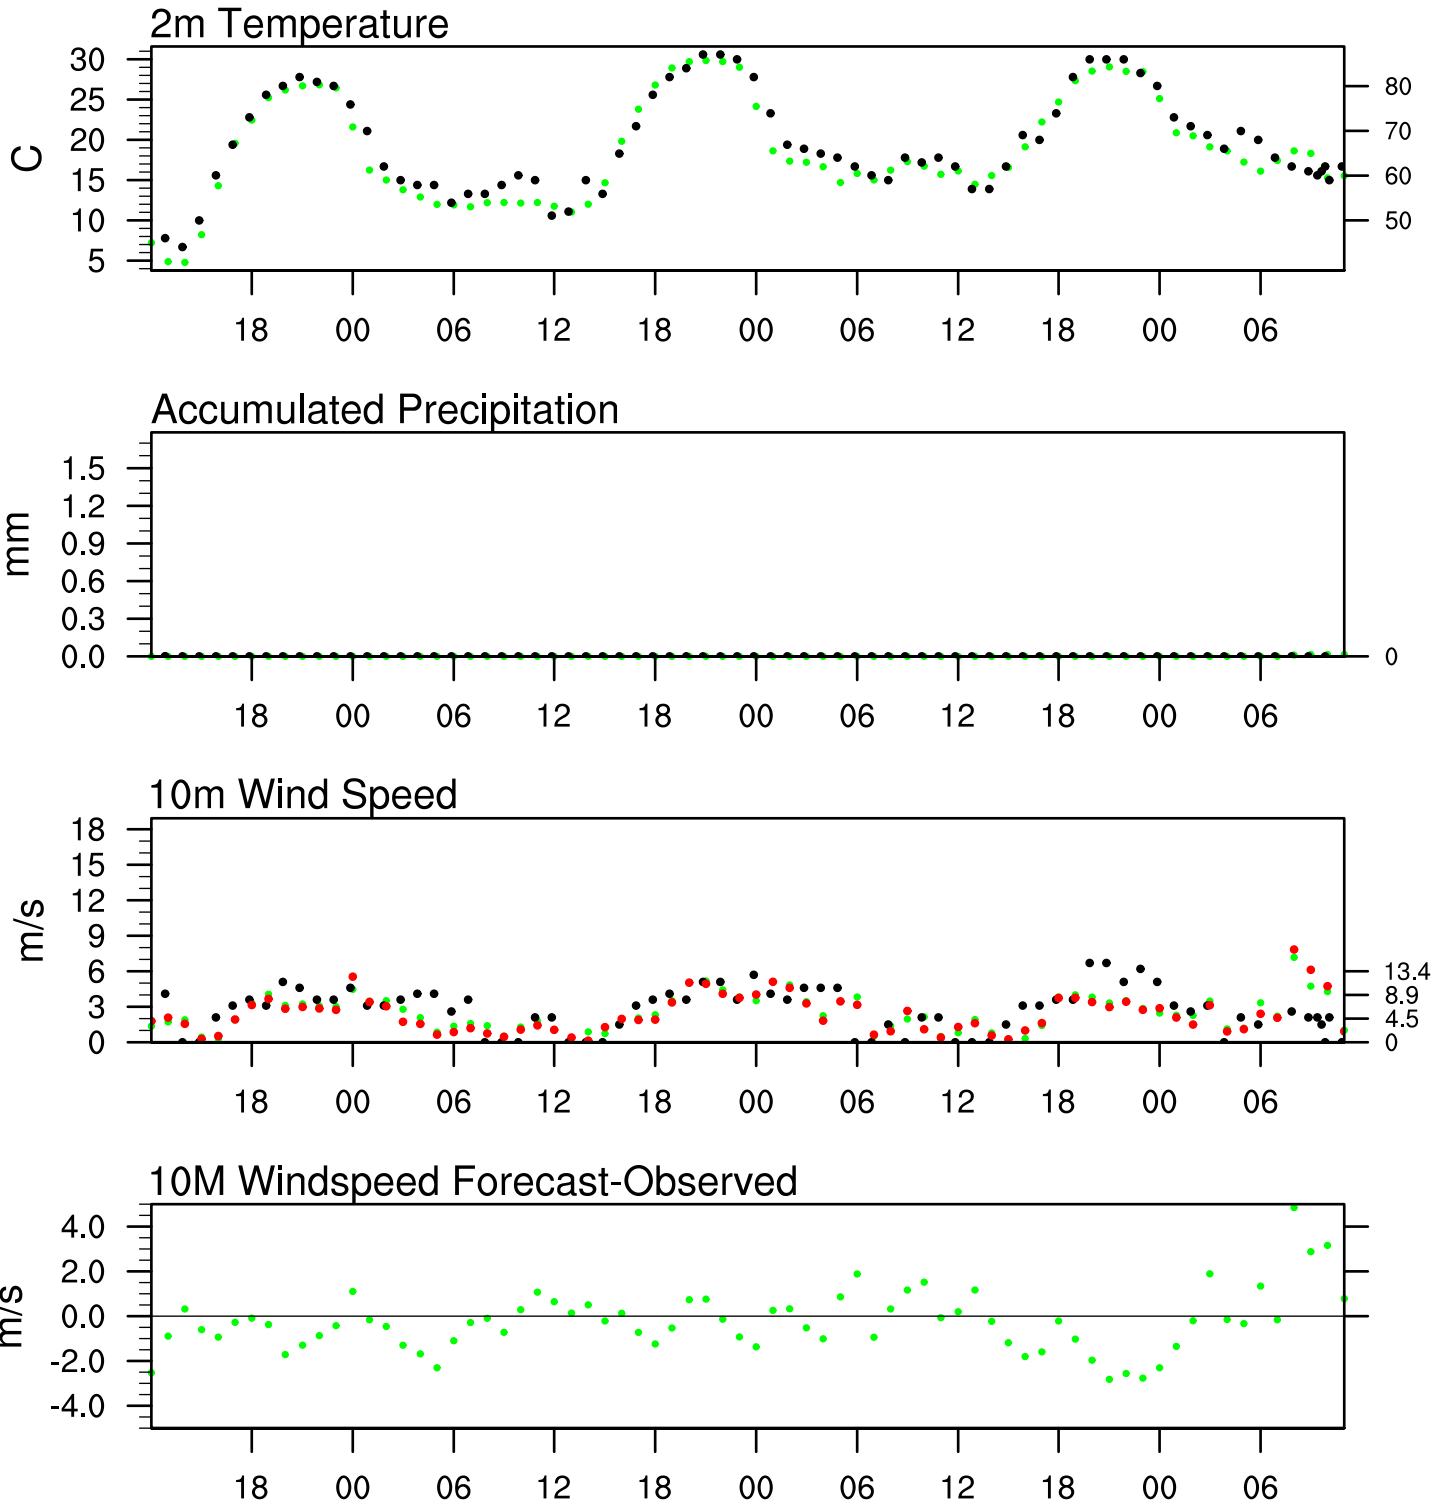 2m Temperature
30
25
20
15
10
5
C
80
70
60
50
18 00 06 12 18 00 06 12 18 00 06
Accumulated Precipitation
1.5
1.2
0.9
0.6
0.3
0.0
mm
0
18 00 06 12 18 00 06 12 18 00 06
10m Wind Speed
18
15
12
9
6
3
0
m/s
13.4
8.9
4.5
0
18 00 06 12 18 00 06 12 18 00 06
10M Windspeed Forecast-Observed
4.0
2.0
0.0
-2.0
-4.0
m/s
18 00 06 12 18 00 06 12 18 00 06